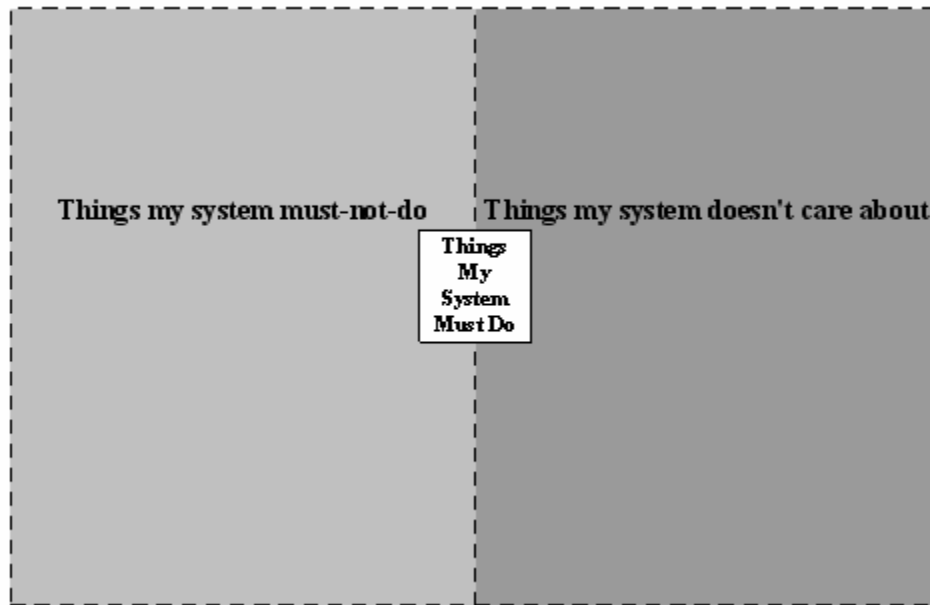 Things my system must-not-do
Things my system doesn't care about
Things
My
System
Must Do